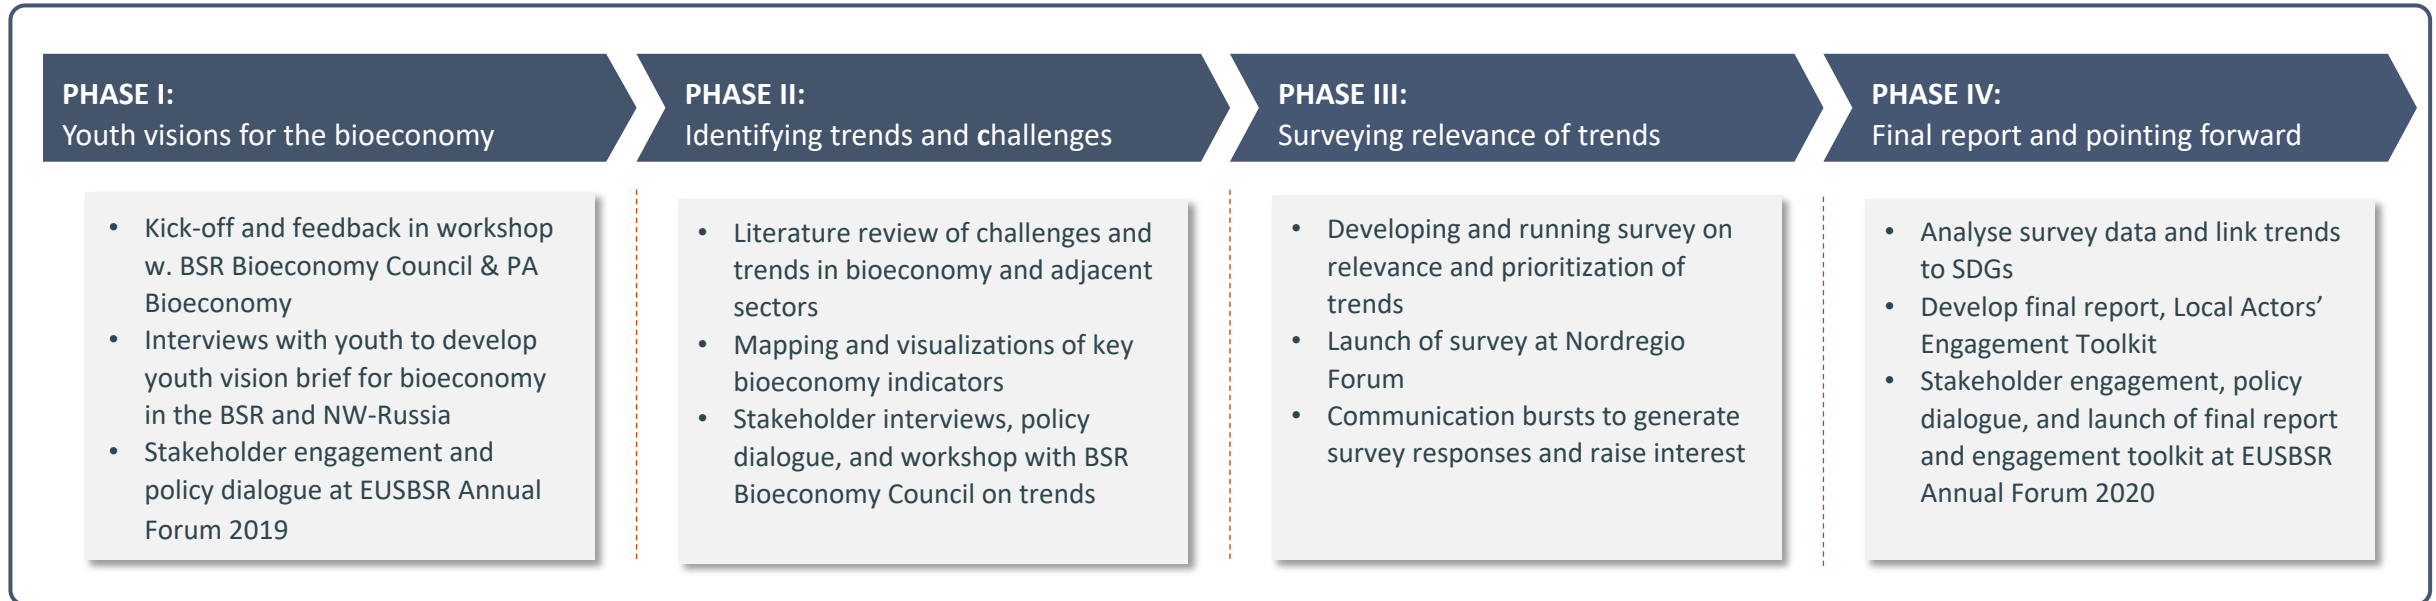 PHASE I:
Youth visions for the bioeconomy
PHASE II:
Identifying trends and challenges
PHASE III:
Surveying relevance of trends
PHASE IV:
Final report and pointing forward
• Kick-off and feedback in workshop
w. BSR Bioeconomy Council & PA
Bioeconomy
• Interviews with youth to develop
youth vision brief for bioeconomy
in the BSR and NW-Russia
• Stakeholder engagement and
policy dialogue at EUSBSR Annual
Forum 2019
• Literature review of challenges and
trends in bioeconomy and adjacent
sectors
• Mapping and visualizations of key
bioeconomy indicators
• Stakeholder interviews, policy
dialogue, and workshop with BSR
Bioeconomy Council on trends
• Developing and running survey on
relevance and prioritization of
trends
• Launch of survey at Nordregio
Forum
• Communication bursts to generate
survey responses and raise interest
• Analyse survey data and link trends
to SDGs
• Develop final report, Local Actors’
Engagement Toolkit
• Stakeholder engagement, policy
dialogue, and launch of final report
and engagement toolkit at EUSBSR
Annual Forum 2020